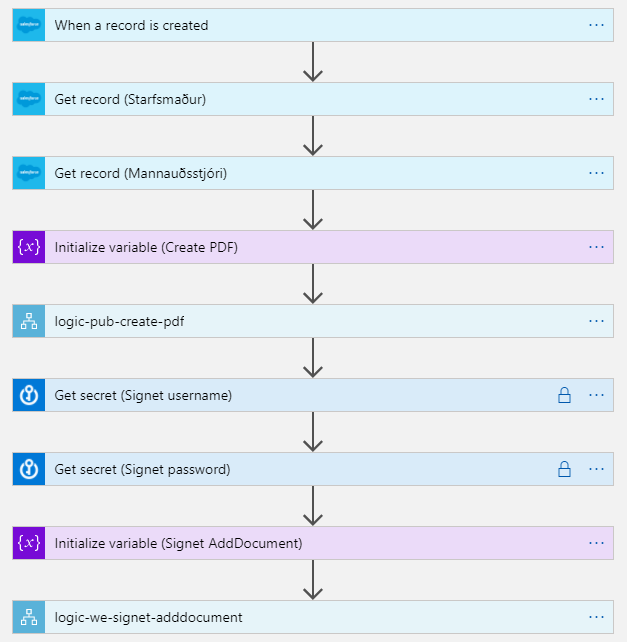 When a record is created
Get record (Starfsmaður)
Get record (Mannauðsstjóri)
{x} Initialize variable (Create PDF)
logic-pub-create-pdf
Get secret (Signet username)
Get secret (Signet password)
{x} Initialize variable (Signet AddDocument)
logic-we-signet-adddocument